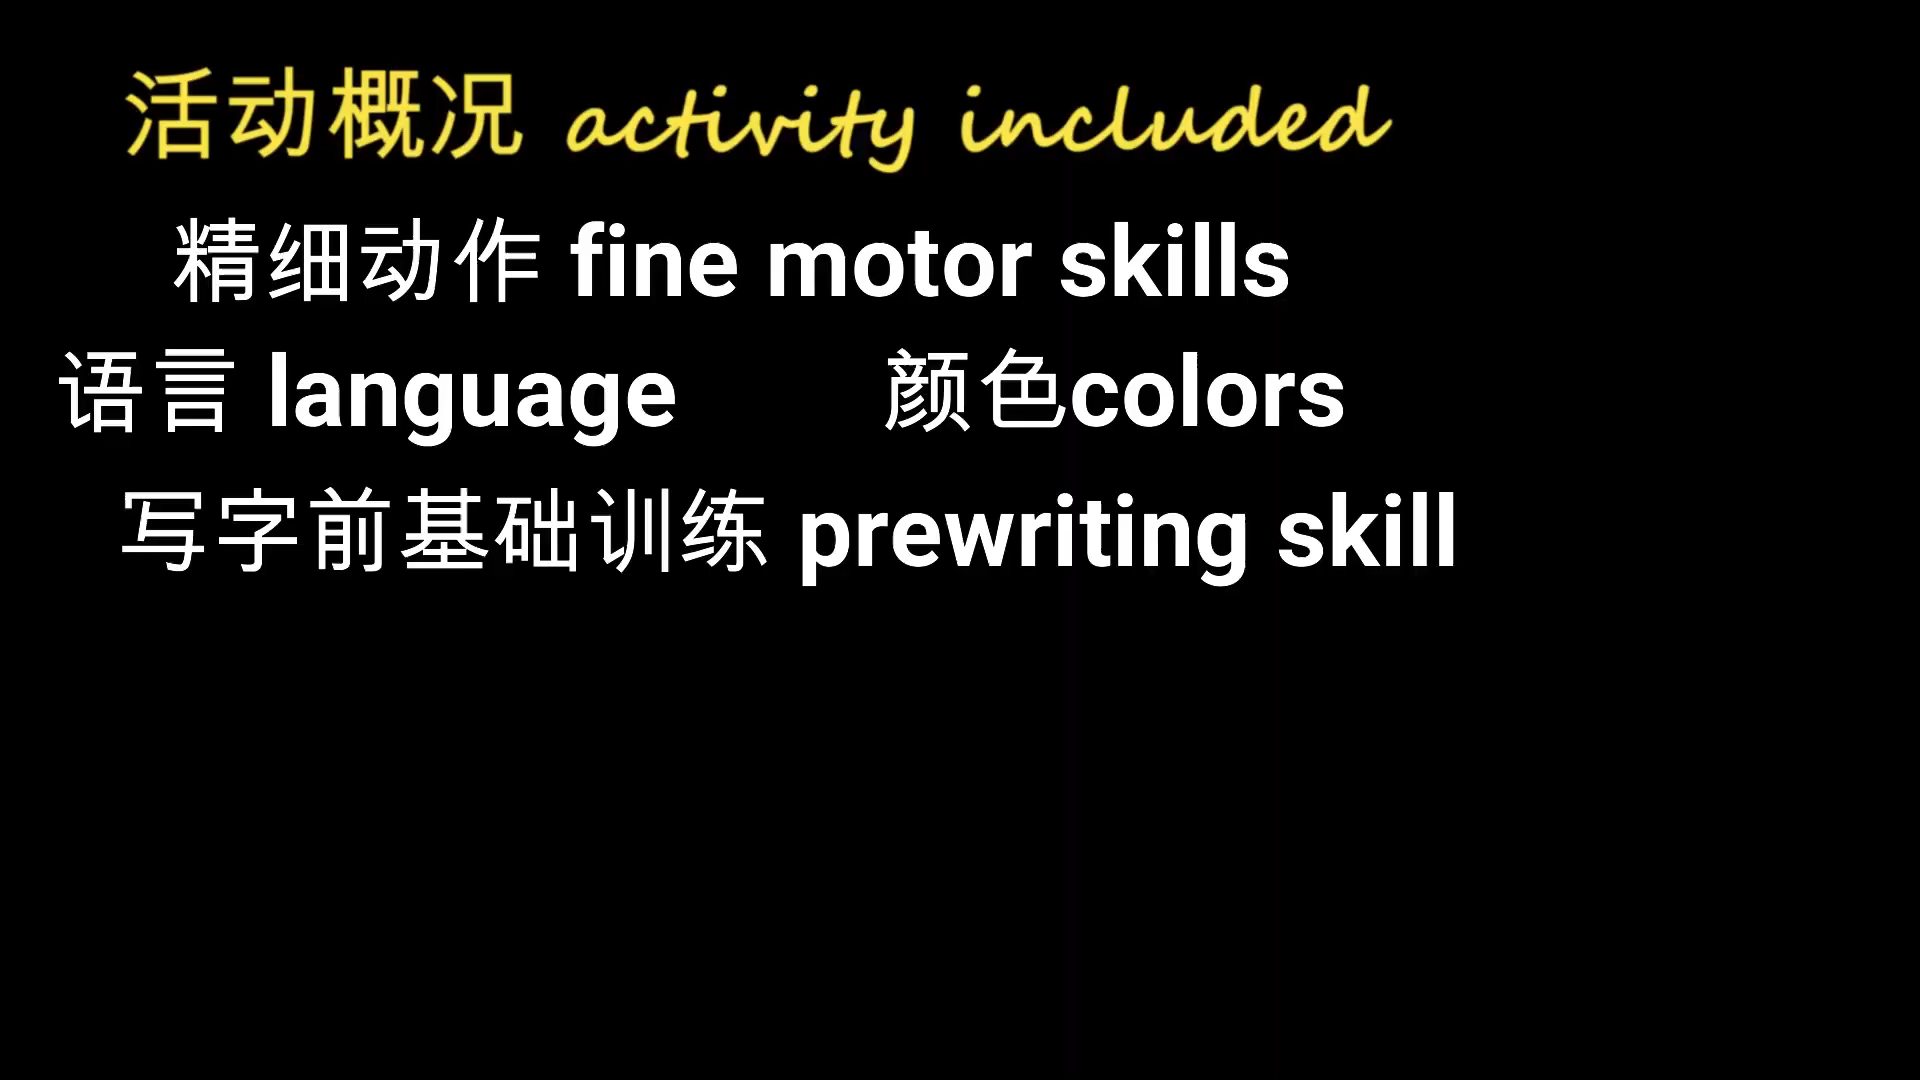 活动概况 activity included
精细动作 fine motor skills
语言 language 颜色colors
写字前基础训练 prewriting skill